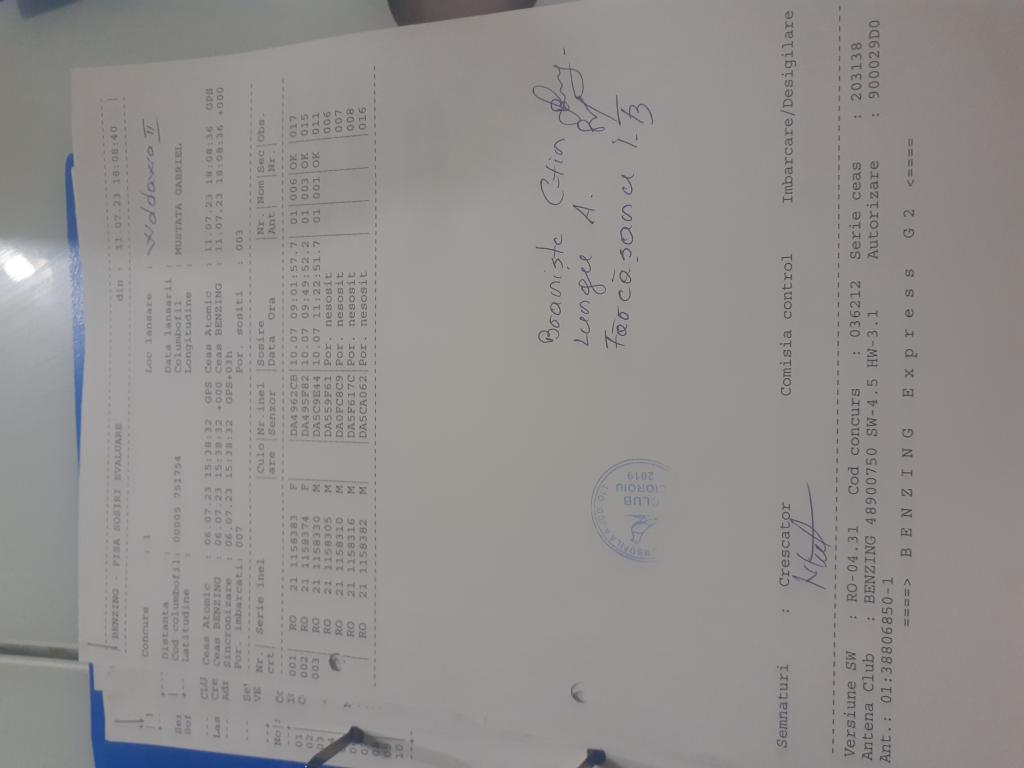 BENZING - FISA SOSIRI EVALUARE din : 11.07.23 18:08:40
Concurs : 1 Loc lansare :
Distanta : Data lansarii :
Cod columbofil: 00005 791754 Columbofil : MUSTATA GABRIEL
Latitudine : Longitudine :
Ceas Atomic : 06.07.23 15:38:32 GPS Ceas Atomic : 11.07.23 18:08:36 GPS
Ceas BENZING : 06.07.23 15:38:32 +000 Ceas BENZING : 11.07.23 18:08:36 +000
Sincronizare : 06.07.23 15:38:32 GPS+03h
Por. imbarcati: 007 Por. sositi : 003
Nr. | Serie inel |Culo|Nr inel |Sosire |Nr. |Nom|Sec|Obs.
crt. |are |Senzor |Data Ora |Ant| |Nr|
001 | RO 21 1158383 F | |DA4962CB|10.07 09:01:57.7| 01|006|OK |017
002 | RO 21 1158374 F | |DA495F82|10.07 09:49:52.2| 01|003|OK |015
003 | RO 21 1158330 M | |DA5C9E44|10.07 11:22:51.7| 01|001|OK |011
RO 21 1158305 M | |DA559F61|Por. nesosit | | | |006
RO 21 1158310 M | |DA0FC8C9|Por. nesosit | | | |007
RO 21 1158316 M | |DA5F617C|Por. nesosit | | | |008
RO 21 1158382 M | |DA5CA062|Por. nesosit | | | |016
Lungu A.
CLUB
2019
Semnaturi : Crescator Comisia control Imbarcare/Desigilare
Versiune SW : RO-04.31 Cod concurs : 036212 Serie ceas : 203138
Antena Club : BENZING 48900750 SW-4.5 HW-3.1 Autorizare : 900029D0
Ant.: 01:38806850-1
====> B E N Z I N G E x p r e s s G 2 <====